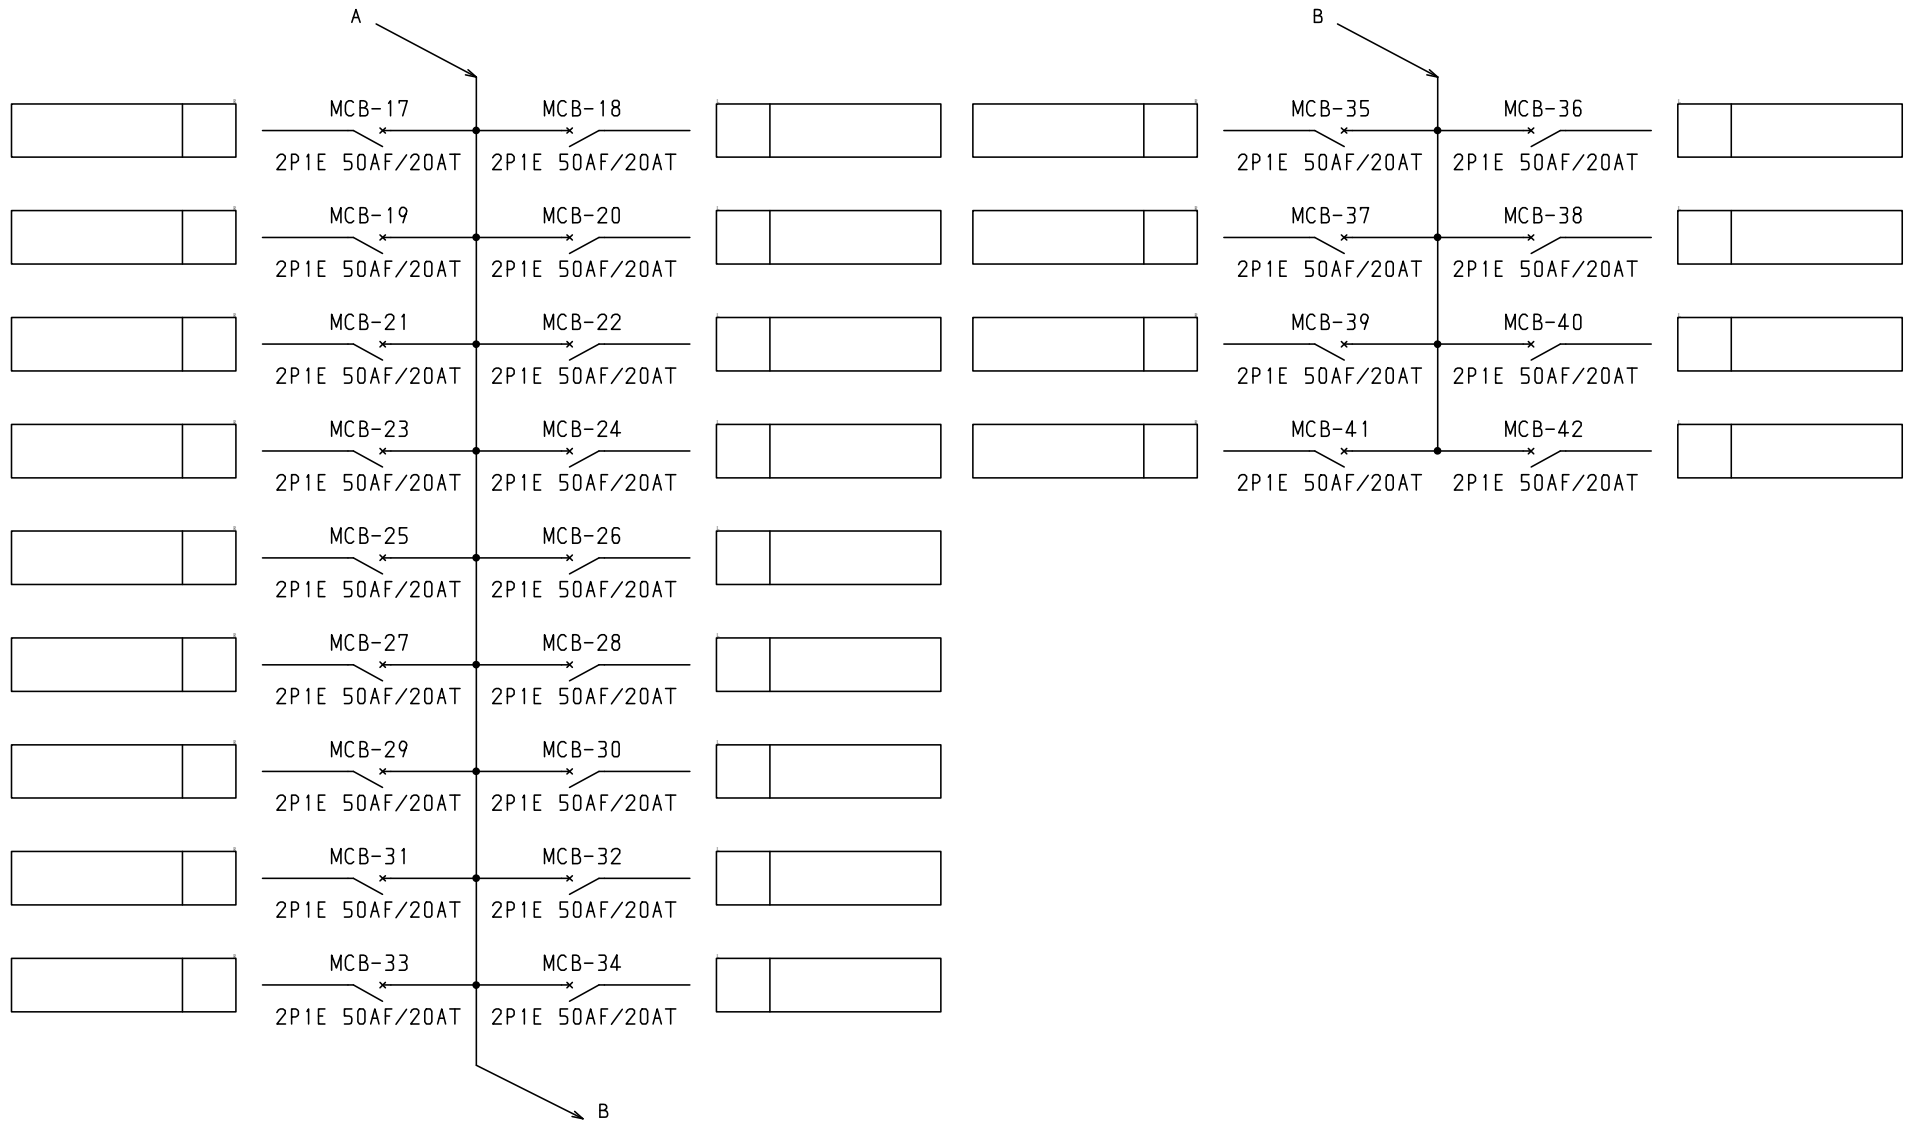 A
MCB-17 MCB-18
2P1E 50AF/20AT 2P1E 50AF/20AT
MCB-19 MCB-20
2P1E 50AF/20AT 2P1E 50AF/20AT
MCB-21 MCB-22
2P1E 50AF/20AT 2P1E 50AF/20AT
MCB-23 MCB-24
2P1E 50AF/20AT 2P1E 50AF/20AT
MCB-25 MCB-26
2P1E 50AF/20AT 2P1E 50AF/20AT
MCB-27 MCB-28
2P1E 50AF/20AT 2P1E 50AF/20AT
MCB-29 MCB-30
2P1E 50AF/20AT 2P1E 50AF/20AT
MCB-31 MCB-32
2P1E 50AF/20AT 2P1E 50AF/20AT
MCB-33 MCB-34
2P1E 50AF/20AT 2P1E 50AF/20AT
B
B
MCB-35 MCB-36
2P1E 50AF/20AT 2P1E 50AF/20AT
MCB-37 MCB-38
2P1E 50AF/20AT 2P1E 50AF/20AT
MCB-39 MCB-40
2P1E 50AF/20AT 2P1E 50AF/20AT
MCB-41 MCB-42
2P1E 50AF/20AT 2P1E 50AF/20AT